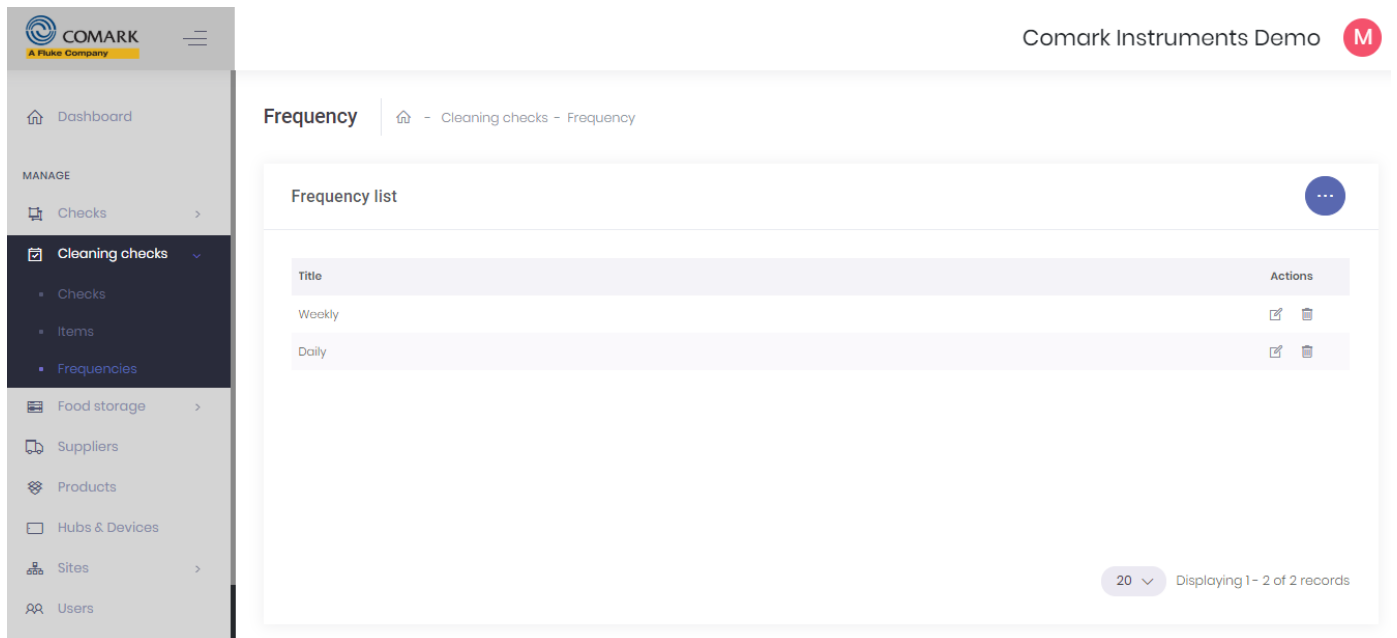 COMARK
A Fluke Company
Comark Instruments Demo
M
Dashboard
MANAGE
Checks
Cleaning checks
Checks
Items
Frequencies
Food storage
Suppliers
Products
Hubs & Devices
Sites
Users
Frequency
- Cleaning checks - Frequency
Frequency list
Title Actions
Weekly
Daily
20 Displaying 1 - 2 of 2 records